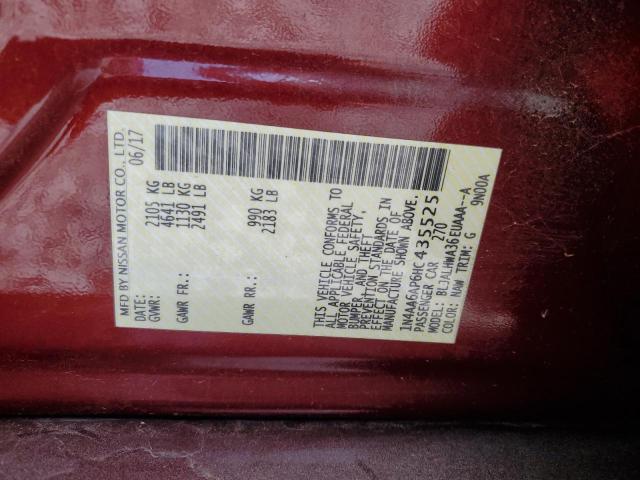 MFD BY NISSAN MOTOR CO., LTD.
DATE: 06/17
GVWR: 2105 KG
4641 LB
GAWR FR.: 1130 KG
2491 LB
GAWR RR.: 990 KG
2183 LB
THIS VEHICLE CONFORMS TO
ALL APPLICABLE FEDERAL
MOTOR VEHICLE SAFETY,
BUMPER, AND THEFT
PREVENTION STANDARDS IN
EFFECT ON THE DATE OF
MANUFACTURE SHOWN ABOVE.
1N4AA6AP6HC435525
PASSENGER CAR 270
MODEL: BLJALHWA36EUAAA--A
COLOR: NAW TRIM: G 9N00A